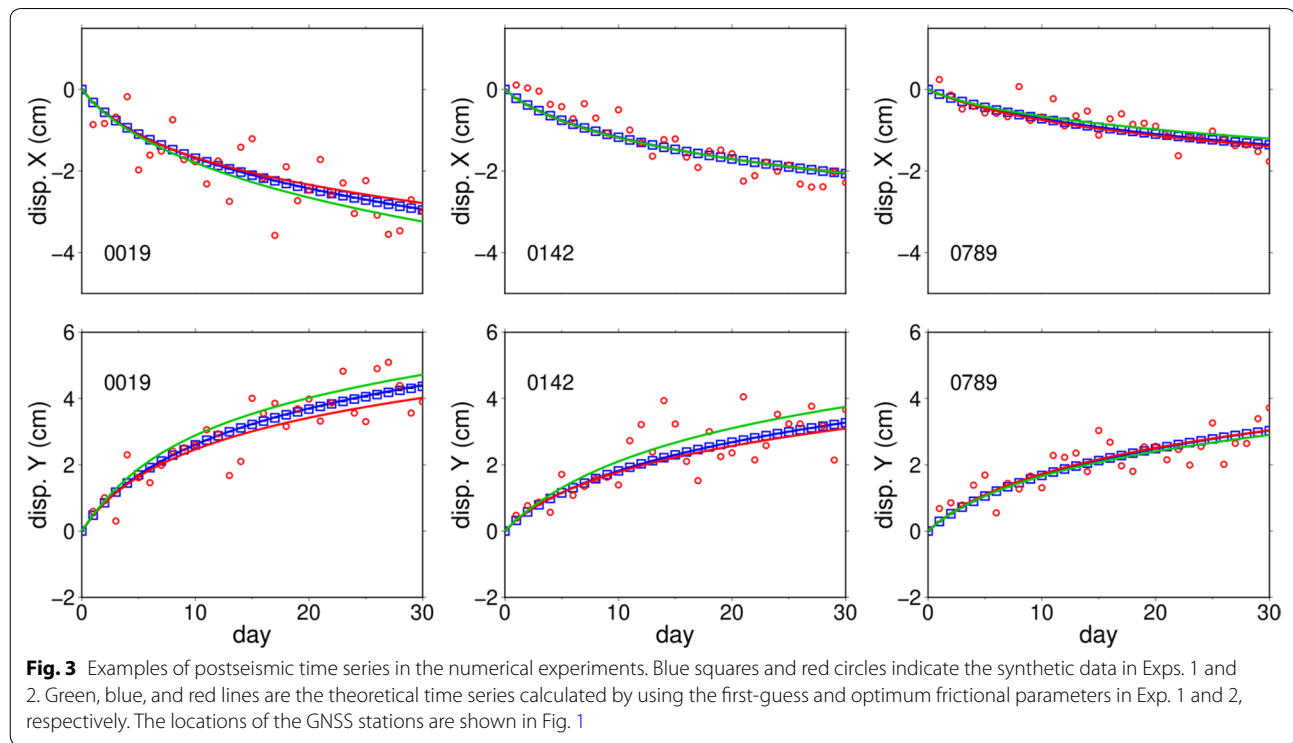 disp. X (cm)
0
−2
−4
0019
disp. X (cm)
0
−2
−4
0142
disp. X (cm)
0
−2
−4
0789
disp. Y (cm)
6
4
2
0
−2
0019
0 10 20 30
day
disp. Y (cm)
6
4
2
0
−2
0142
0 10 20 30
day
disp. Y (cm)
6
4
2
0
−2
0789
0 10 20 30
day
Fig. 3 Examples of postseismic time series in the numerical experiments. Blue squares and red circles indicate the synthetic data in Exps. 1 and
2. Green, blue, and red lines are the theoretical time series calculated by using the first-guess and optimum frictional parameters in Exp. 1 and 2,
respectively. The locations of the GNSS stations are shown in Fig. 1